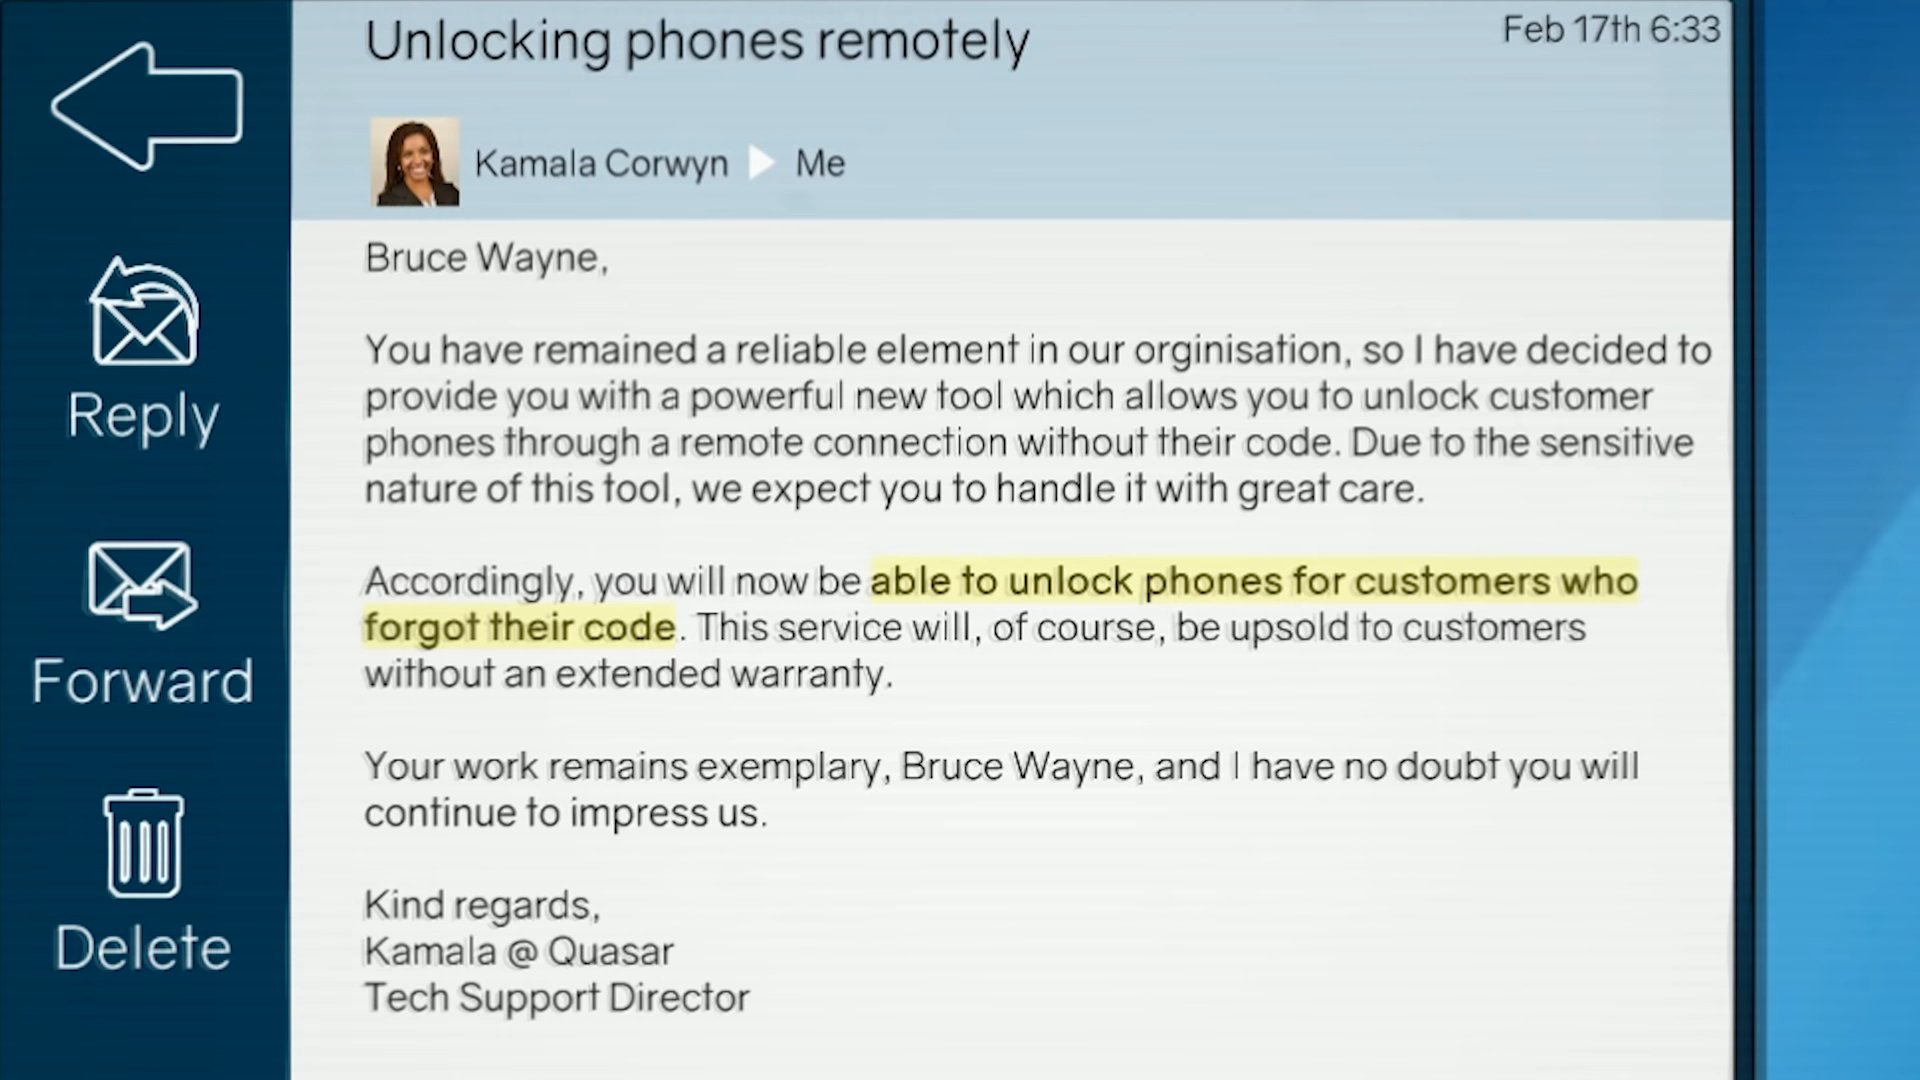 Unlocking phones remotely
Feb 17th 6:33
Kamala Corwyn
Me
Reply
Forward
Delete
Bruce Wayne,
You have remained a reliable element in our orginisation, so I have decided to
provide you with a powerful new tool which allows you to unlock customer
phones through a remote connection without their code. Due to the sensitive
nature of this tool, we expect you to handle it with great care.
Accordingly, you will now be able to unlock phones for customers who
forgot their code. This service will, of course, be upsold to customers
without an extended warranty.
Your work remains exemplary, Bruce Wayne, and I have no doubt you will
continue to impress us.
Kind regards,
Kamala @ Quasar
Tech Support Director